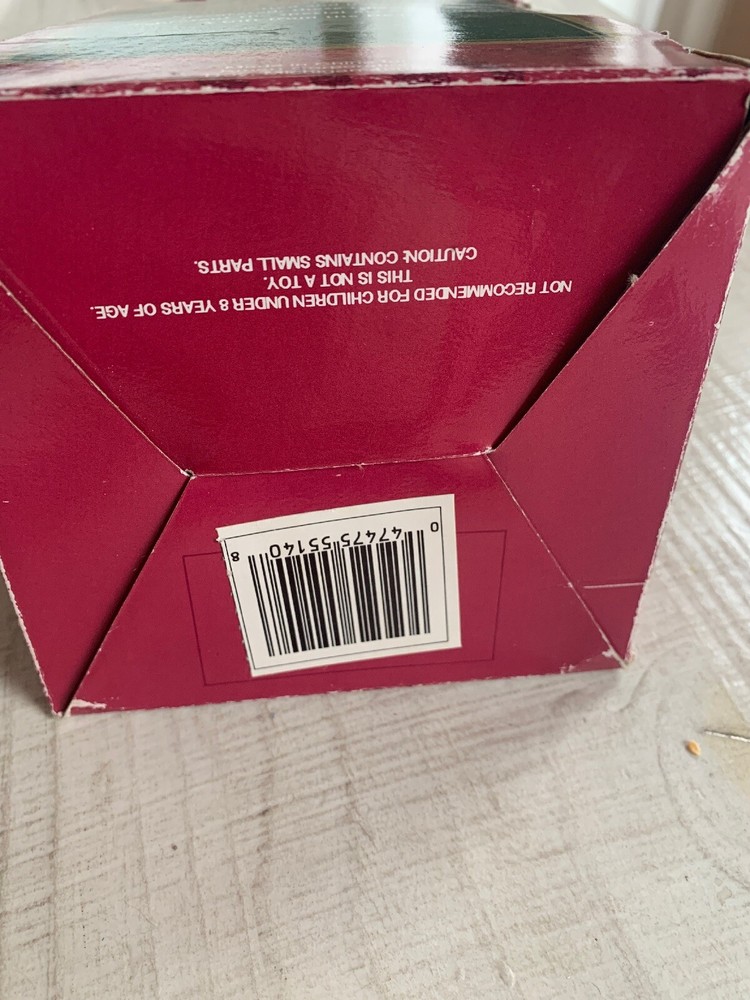 NOT RECOMMENDED FOR CHILDREN UNDER 8 YEARS OF AGE.
THIS IS NOT A TOY.
CAUTION: CONTAINS SMALL PARTS.
0 47475 55140 8